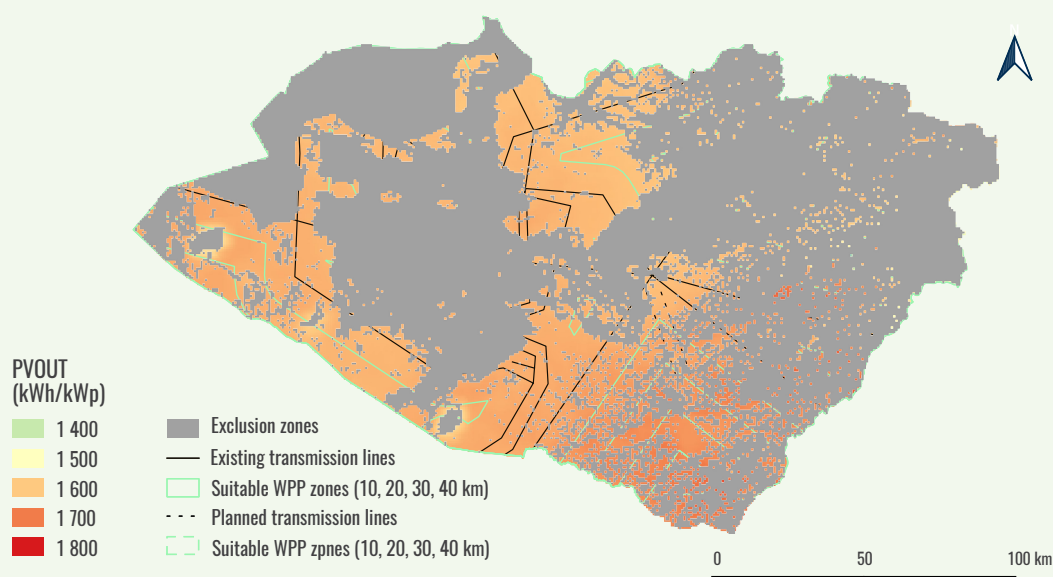 PVOUT
(kWh/kWp)
1 400
1 500
1 600
1 700
1 800
Exclusion zones
Existing transmission lines
Suitable WPP zones (10, 20, 30, 40 km)
Planned transmission lines
Suitable WPP zpnes (10, 20, 30, 40 km)
0 50 100 km